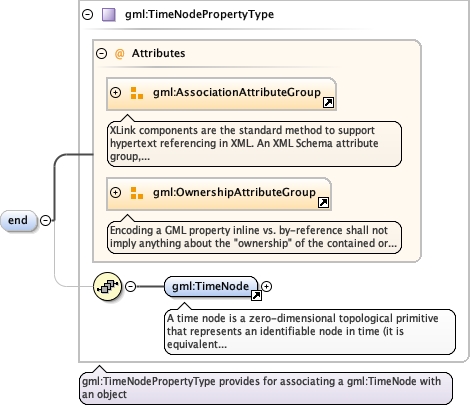 gml:TimeNodePropertyType
@ Attributes
gml:AssociationAttributeGroup
XLink components are the standard method to support
hypertext referencing in XML. An XML Schema attribute
group,...
gml:OwnershipAttributeGroup
Encoding a GML property inline vs. by-reference shall not
imply anything about the "ownership" of the contained or...
end
gml:TimeNode
A time node is a zero-dimensional topological primitive
that represents an identifiable node in time (it is
equivalent...
gml:TimeNodePropertyType provides for associating a gml:TimeNode with
an object